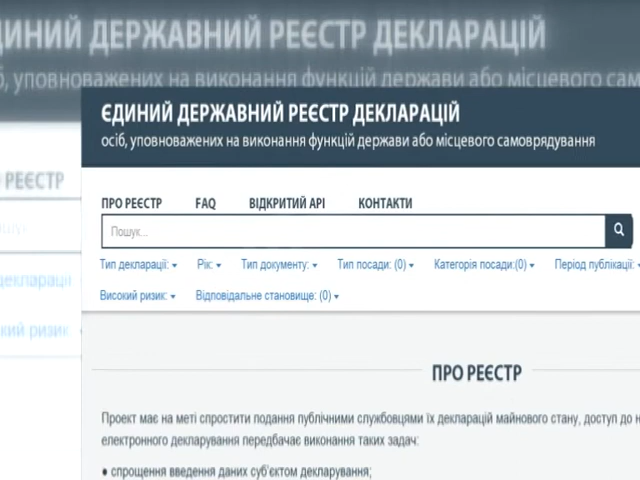 ДИНИЙ ДЕРЖАВНИЙ РЕЄСТР ДЕКЛАРАЦІЙ
б, уповноважених на виконання функцій держави або місцевого сам
ЄДИНИЙ ДЕРЖАВНИЙ РЕЄСТР ДЕКЛАРАЦІЙ
осіб, уповноважених на виконання функцій держави або місцевого самоврядування
РЕЄСТР
ПРО РЕЄСТР FAQ ВІДКРИТИЙ АРІ КОНТАКТИ
Пошук...
Тип декларації: Рік: Тип документу: Тип посади: (0) Категорія посади:(0) Період публікації:
декларації
Високий ризик: Відповідальне становище: (0)
кий ризик
ПРО РЕЄСТР
Проект має на меті спростити подання публічними службовцями їх декларацій майнового стану, доступ до
електронного декларування передбачає виконання таких задач:
• спрощення введення даних суб'єктом декларування;